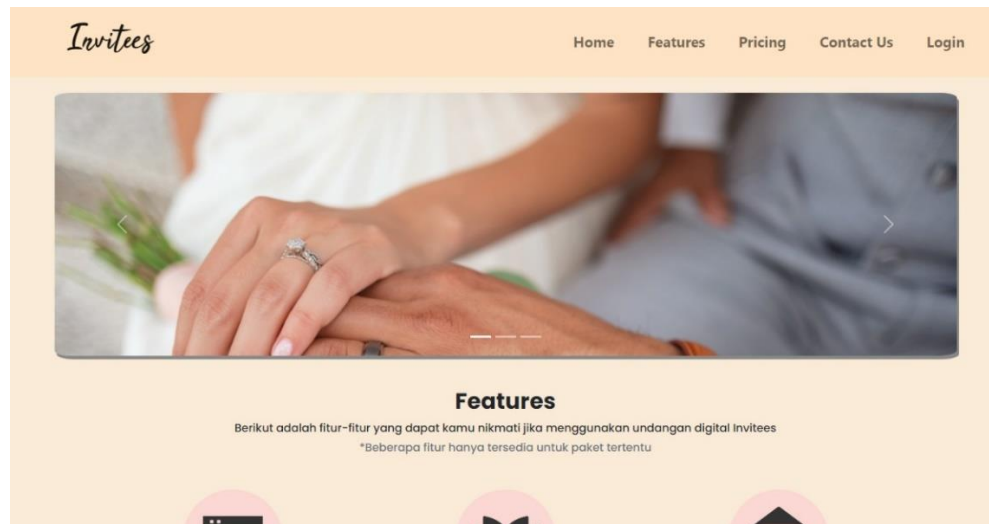 Invitees
Home Features Pricing Contact Us Login
Features
Berikut adalah fitur-fitur yang dapat kamu nikmati jika menggunakan undangan digital Invitees
*Beberapa fitur hanya tersedia untuk paket tertentu